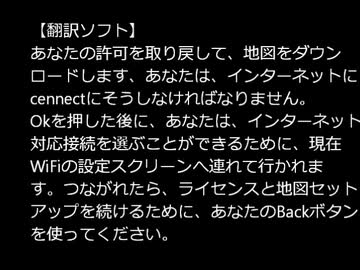 【翻訳ソフト】
あなたの許可を取り戻して、地図をダウン
ロードします、あなたは、インターネットに
cennectにそうしなければなりません。
Okを押した後に、あなたは、インターネット
対応接続を選ぶことができるために、現在
WiFiの設定スクリーンへ連れて行かれま
す。つながれたら、ライセンスと地図セット
アップを続けるために、あなたのBackボタン
を使ってください。